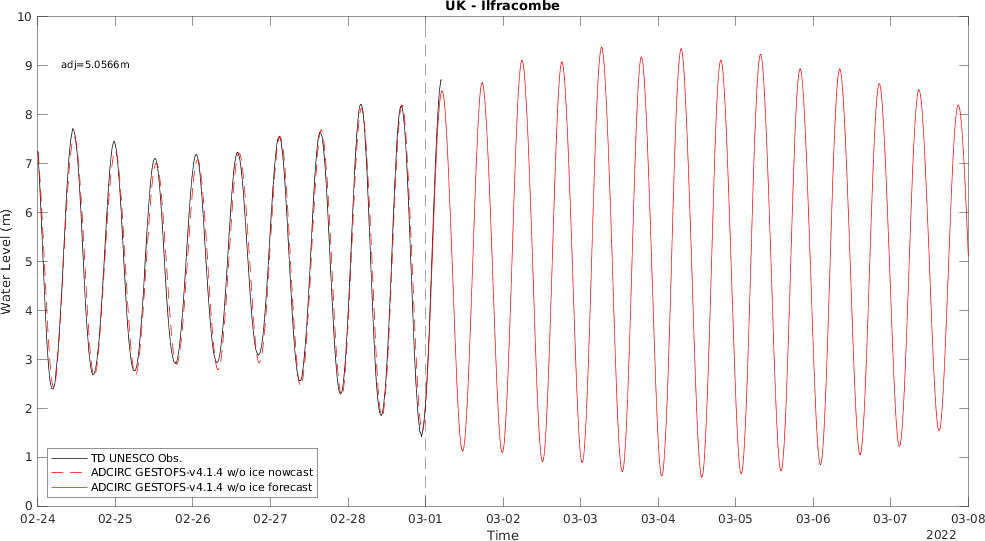 UK - Ilfracombe
10
9
8
7
6
5
4
3
2
1
0
Water Level (m)
adj=5.0566m
TD UNESCO Obs.
ADCIRC GESTOFS-v4.1.4 w/o ice nowcast
ADCIRC GESTOFS-v4.1.4 w/o ice forecast
02-24 02-25 02-26 02-27 02-28 03-01 03-02 03-03 03-04 03-05 03-06 03-07 03-08
Time
2022